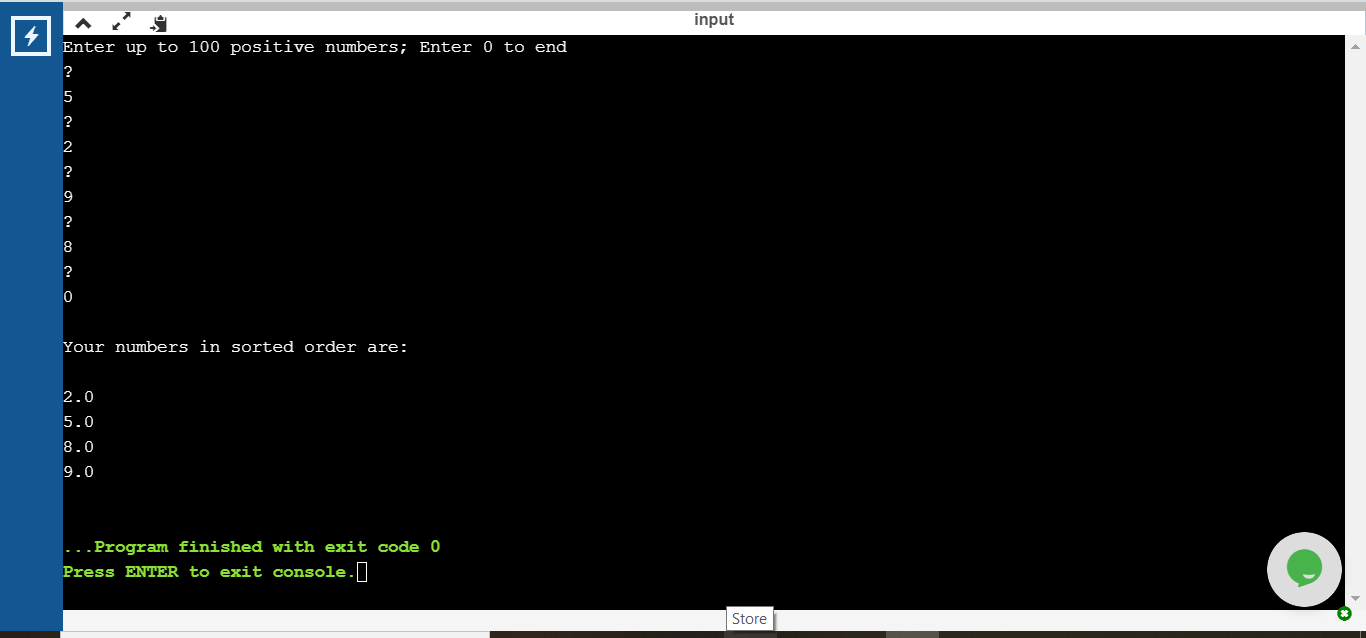 input
Enter up to 100 positive numbers; Enter 0 to end
?
5
?
2
?
9
?
8
?
0
Your numbers in sorted order are:
2.0
5.0
8.0
9.0
...Program finished with exit code 0
Press ENTER to exit console.
Store